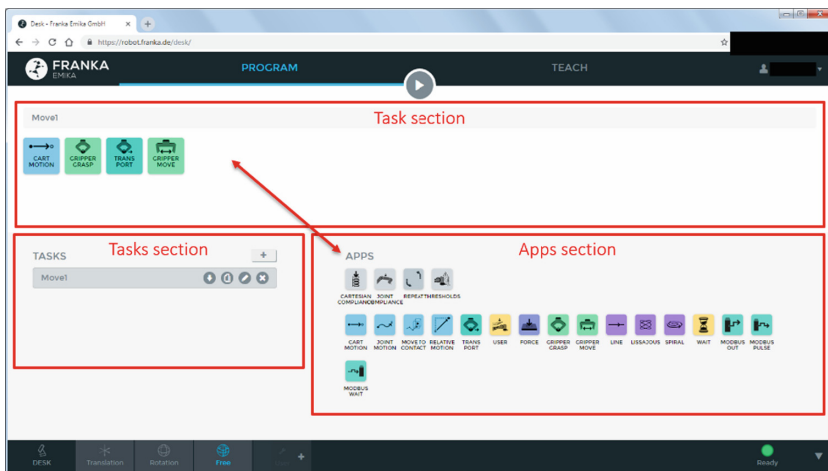 Desk - Franka Emika GmbH
https://robot.franka.de/desk/
FRANKA
EMIKA
PROGRAM
TEACH
Move1
Task section
CART
MOTION
GRIPPER
GRASP
TRANS
PORT
GRIPPER
MOVE
TASKS
Tasks section
+
Move1
APPS
Apps section
CARTESIAN
COMPLIANCE
JOINT
COMPLIANCE
REPEAT
THRESHOLDS
CART
MOTION
JOINT
MOTION
MOVE TO
CONTACT
RELATIVE
MOTION
TRANS
PORT
USER
FORCE
GRIPPER
GRASP
GRIPPER
MOVE
LINE
LISSAJOUS
SPIRAL
WAIT
MODBUS
OUT
MODBUS
PULSE
MODBUS
WAIT
DESK
Translation
Rotation
Free
+
Ready